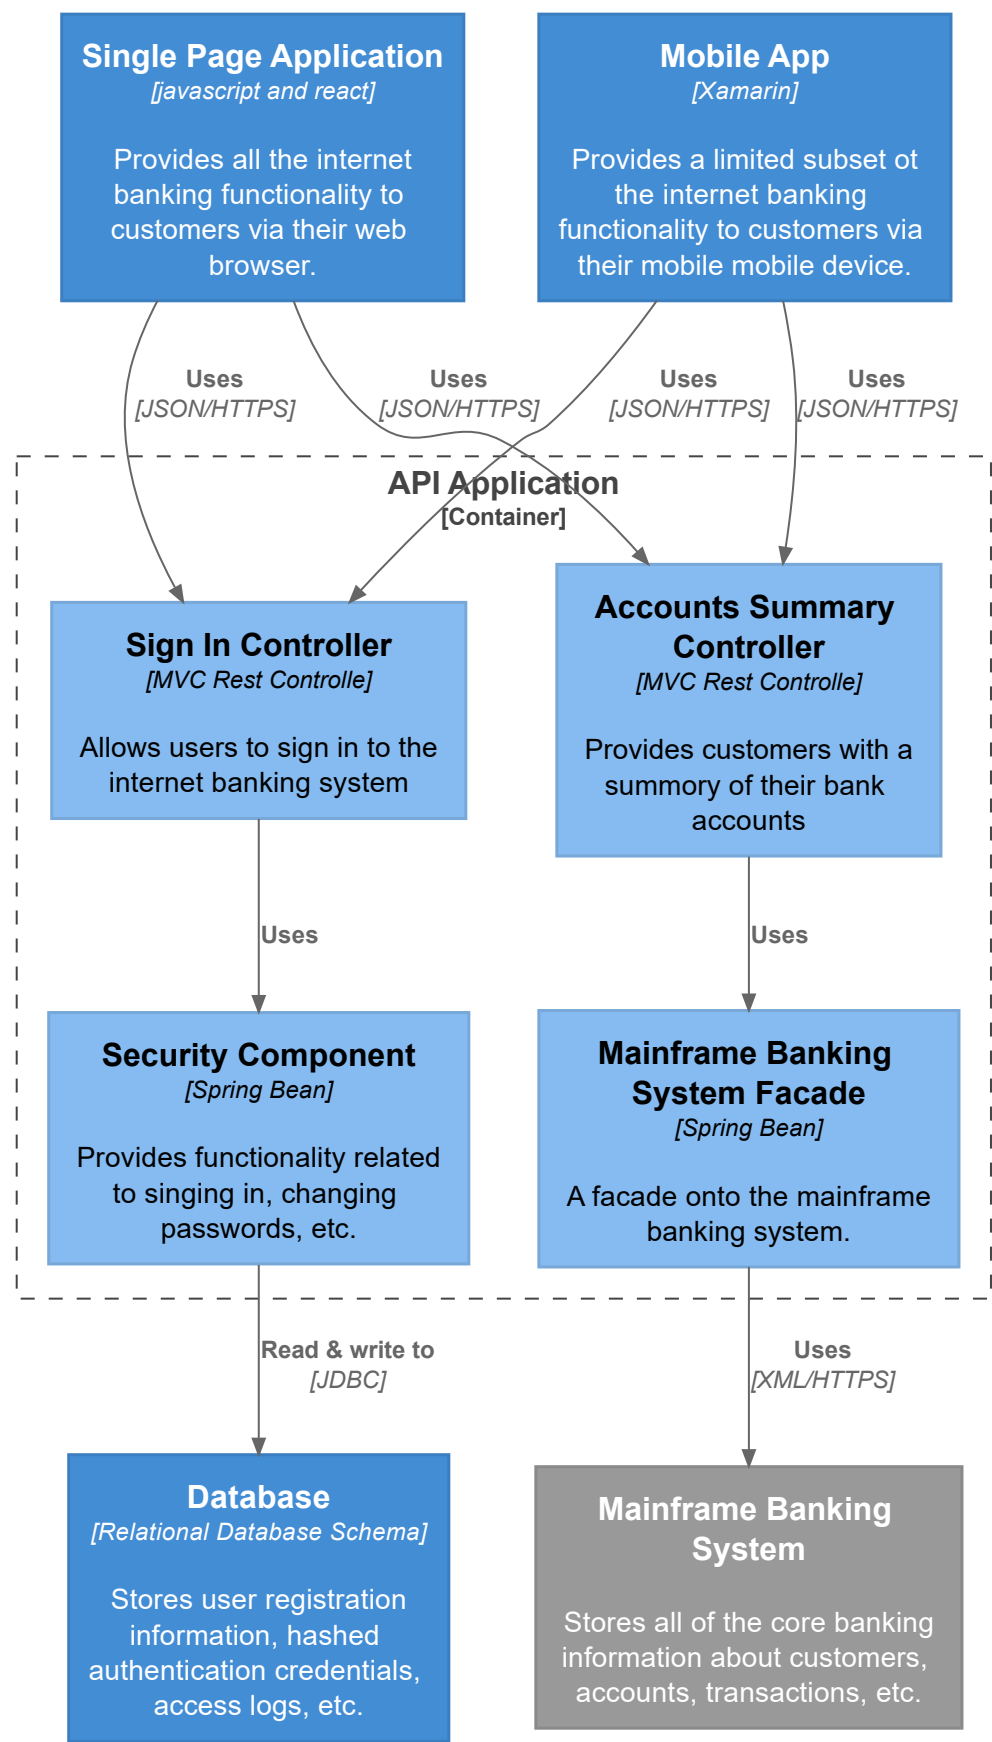 Single Page Application
[javascript and react]
Provides all the internet
banking functionality to
customers via their web
browser.
Mobile App
[Xamarin]
Provides a limited subset ot
the internet banking
functionality to customers via
their mobile mobile device.
Uses
[JSON/HTTPS]
Uses
[JSON/HTTPS]
Uses
[JSON/HTTPS]
Uses
[JSON/HTTPS]
API Application
[Container]
Sign In Controller
[MVC Rest Controlle]
Allows users to sign in to the
internet banking system
Accounts Summary
Controller
[MVC Rest Controlle]
Provides customers with a
summory of their bank
accounts
Uses
Uses
Security Component
[Spring Bean]
Provides functionality related
to singing in, changing
passwords, etc.
Mainframe Banking
System Facade
[Spring Bean]
A facade onto the mainframe
banking system.
Read & write to
[JDBC]
Uses
[XML/HTTPS]
Database
[Relational Database Schema]
Stores user registration
information, hashed
authentication credentials,
access logs, etc.
Mainframe Banking
System
Stores all of the core banking
information about customers,
accounts, transactions, etc.